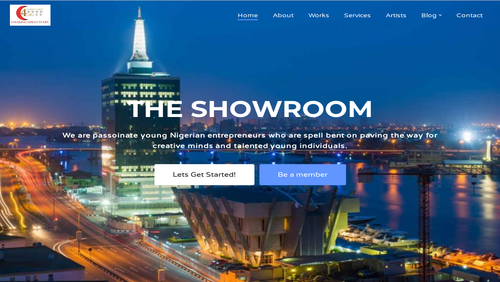 Home About Works Services Artists Blog Contact
THE SHOWROOM
We are passoinate young Nigerian entrepreneurs who are spell bent on paving the way for
creative minds and talented young individuals.
Lets Get Started! Be a member